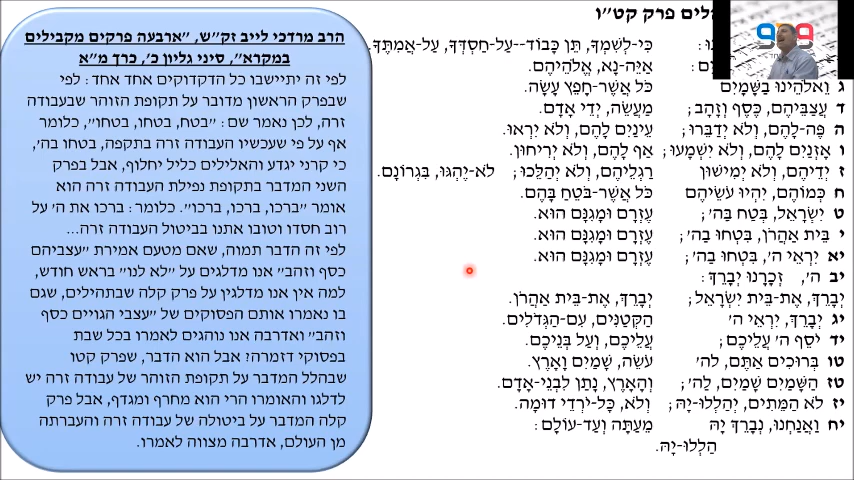 הלים פרק קט"ו
כִּי-לְשִׁמְךָ, תֵּן כָּבוֹד--עַל-חַסְדְּךָ, עַל-אֲמִתֶּךָ.
אַיֵּה-נָא, אֱלֹהֵיהֶם.
ג וֵאלֹהֵינוּ בַשָּׁמָיִם כֹּל אֲשֶׁר-חָפֵץ עָשָׂה.
ד עֲצַבֵּיהֶם, כֶּסֶף וְזָהָב; מַעֲשֵׂה, יְדֵי אָדָם.
ה פֶּה-לָהֶם, וְלֹא יְדַבֵּרוּ; עֵינַיִם לָהֶם, וְלֹא יִרְאוּ.
ו אָזְנַיִם לָהֶם, וְלֹא יִשְׁמָעוּ; אַף לָהֶם, וְלֹא יְרִיחוּן.
ז יְדֵיהֶם, וְלֹא יְמִישׁוּן רַגְלֵיהֶם, וְלֹא יְהַלֵּכוּ; לֹא-יֶהְגּוּ, בִּגְרוֹנָם.
ח כְּמוֹהֶם, יִהְיוּ עֹשֵׂיהֶם כֹּל אֲשֶׁר-בֹּטֵחַ בָּהֶם.
ט יִשְׂרָאֵל, בְּטַח בַּה'; עֶזְרָם וּמָגִנָּם הוּא.
י בֵּית אַהֲרֹן, בִּטְחוּ בַה'; עֶזְרָם וּמָגִנָּם הוּא.
יא יִרְאֵי ה', בִּטְחוּ בַה'; עֶזְרָם וּמָגִנָּם הוּא.
יב ה', זְכָרָנוּ יְבָרֵךְ:
יְבָרֵךְ, אֶת-בֵּית יִשְׂרָאֵל; יְבָרֵךְ, אֶת-בֵּית אַהֲרֹן.
יג יְבָרֵךְ, יִרְאֵי ה' הַקְּטַנִּים, עִם-הַגְּדֹלִים.
יד יֹסֵף ה' עֲלֵיכֶם; עֲלֵיכֶם, וְעַל בְּנֵיכֶם.
טו בְּרוּכִים אַתֶּם, לַה' עֹשֵׂה, שָׁמַיִם וָאָרֶץ.
טז הַשָּׁמַיִם שָׁמַיִם, לַה'; וְהָאָרֶץ, נָתַן לִבְנֵי-אָדָם.
יז לֹא הַמֵּתִים, יְהַלְלוּ-יָהּ; וְלֹא, כָּל-יֹרְדֵי דוּמָה.
יח וַאֲנַחְנוּ, נְבָרֵךְ יָהּ מֵעַתָּה וְעַד-עוֹלָם:
הַלְלוּ-יָהּ.
הרב מרדכי לייב זק"ש, "ארבעה פרקים מקבילים
במקרא", סיני גליון כ', כרך מ"א
לפי זה יתיישבו כל הדקדוקים אחד אחד: לפי
שבפרק הראשון מדובר על תקופת הזוהר שבעבודה
זרה, לכן נאמר שם: "בטח, בטחו, בטחו", כלומר
אף על פי שעכשיו העבודה זרה בתקפה, בטחו בה',
כי קרני יגדע והאלילים כליל יחלוף, אבל בפרק
השני המדבר בתקופת נפילת העבודה זרה הוא
אומר "ברכו, ברכו, ברכו". כלומר: ברכו את ה' על
רוב חסדו וטובו אתנו בביטול העבודה זרה...
לפי זה הדבר תמוה, שאם מטעם אמירת "עצביהם
כסף וזהב" אנו מדלגים על "לא לנו" בראש חודש,
למה אין אנו מדלגין על פרק קלה שבתהילים, שגם
בו נאמרו אותם הפסוקים של "עצבי הגויים כסף
וזהב" ואדרבה אנו נוהגים לאמרו בכל שבת
בפסוקי דזמרה? אבל הוא הדבר, שפרק קטו
שבהלל המדבר על תקופת הזוהר של עבודה זרה יש
לדלגו והאומרו הרי הוא מחרף ומגדף, אבל פרק
קלה המדבר על ביטולה של עבודה זרה והעברתה
מן העולם, אדרבה מצווה לאמרו.